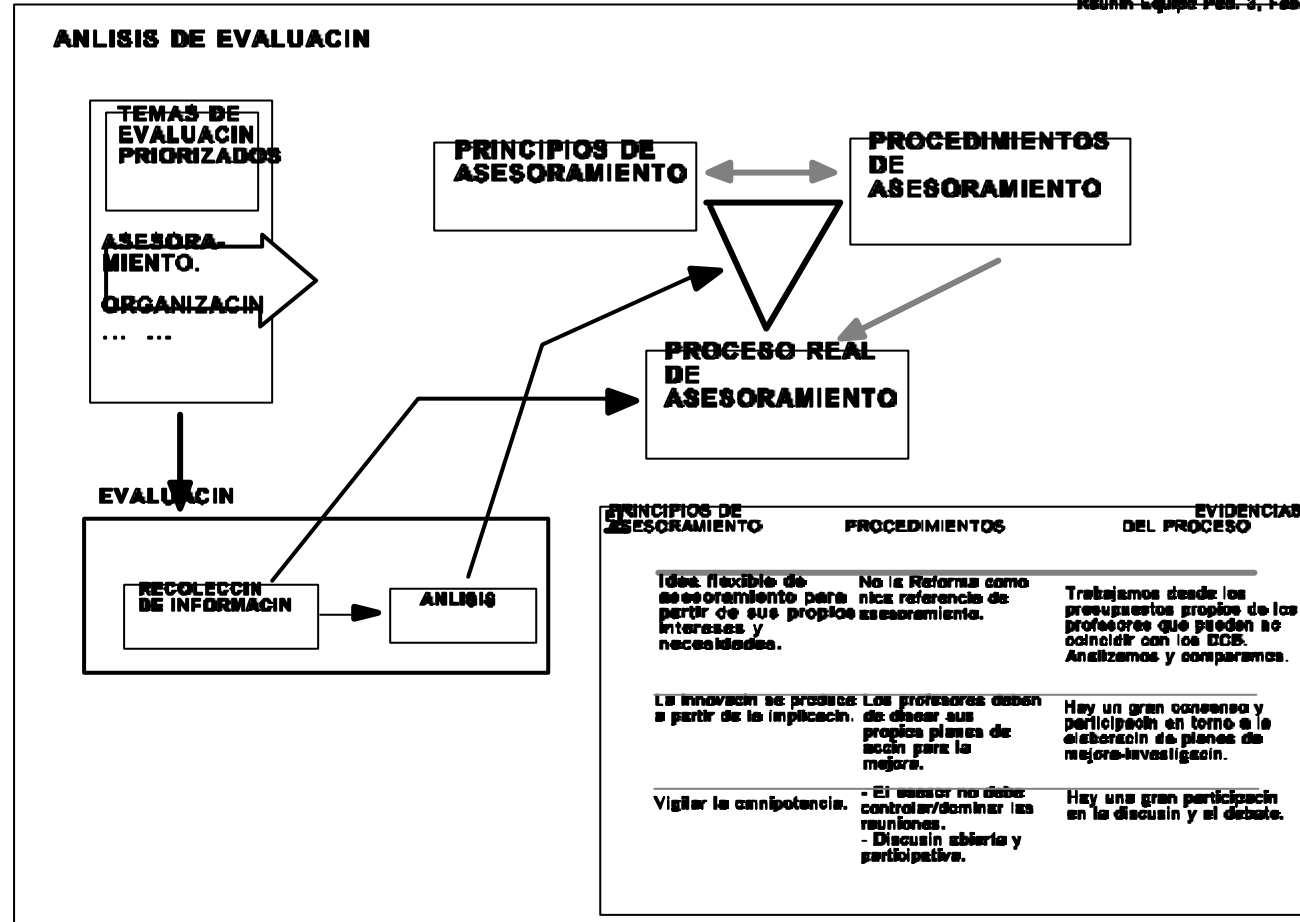 Reunin Equipo Ped. 3, Feb
ANLISIS DE EVALUACIN
TEMAS DE
EVALUACIN
PRIORIZADOS
ASESORA-
MIENTO.
ORGANIZACIN
... ...
PRINCIPIOS DE
ASESORAMIENTO
PROCEDIMIENTOS
DE
ASESORAMIENTO
PROCESO REAL
DE
ASESORAMIENTO
EVALUACIN
RECOLECCIN
DE INFORMACIN
ANLISIS
PRINCIPIOS DE
ASESORAMIENTO
PROCEDIMIENTOS
EVIDENCIAS
DEL PROCESO
Idea flexible de
asesoramiento para
partir de sus propios
intereses y
necesidades.
No la Reforma como
nica referencia de
asesoramiento.
Trabajamos desde los
presupuestos propios de los
profesores que pueden no
coincidir con los DCB.
Analizamos y comparamos.
La innovacin se produce
a partir de la implicacin.
Los profesores deben
de disear sus
propios planes de
accin para la
mejora.
Hay un gran consenso y
participacin en torno a la
elaboracin de planes de
mejora-investigacin.
Vigilar la omnipotencia.
- El asesor no debe
controlar/dominar las
reuniones.
- Discusin abierta y
participativa.
Hay una gran participacin
en la discusin y el debate.